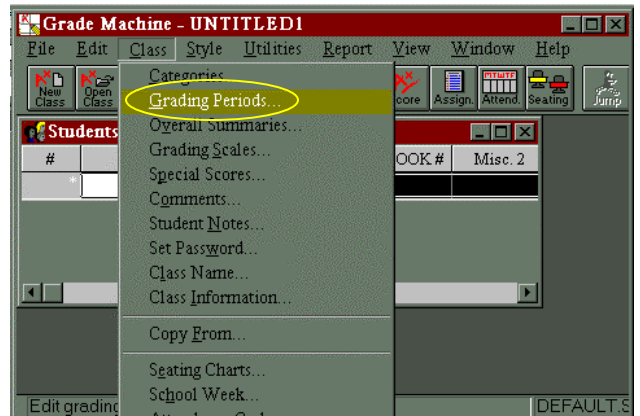 Grade Machine - UNTITLED1
File Edit Class Style Utilities Report View Window Help
New Class
Open Class
core
Assign.
MTWTF
Attend.
Seating
Jump
Categories...
Grading Periods...
Overall Summaries...
Grading Scales...
Special Scores...
Comments...
Student Notes...
Set Password...
Class Name...
Class Information...
Copy From...
Seating Charts...
School Week...
Students
# OOK # Misc. 2
*
Edit grading
DEFAULT.S